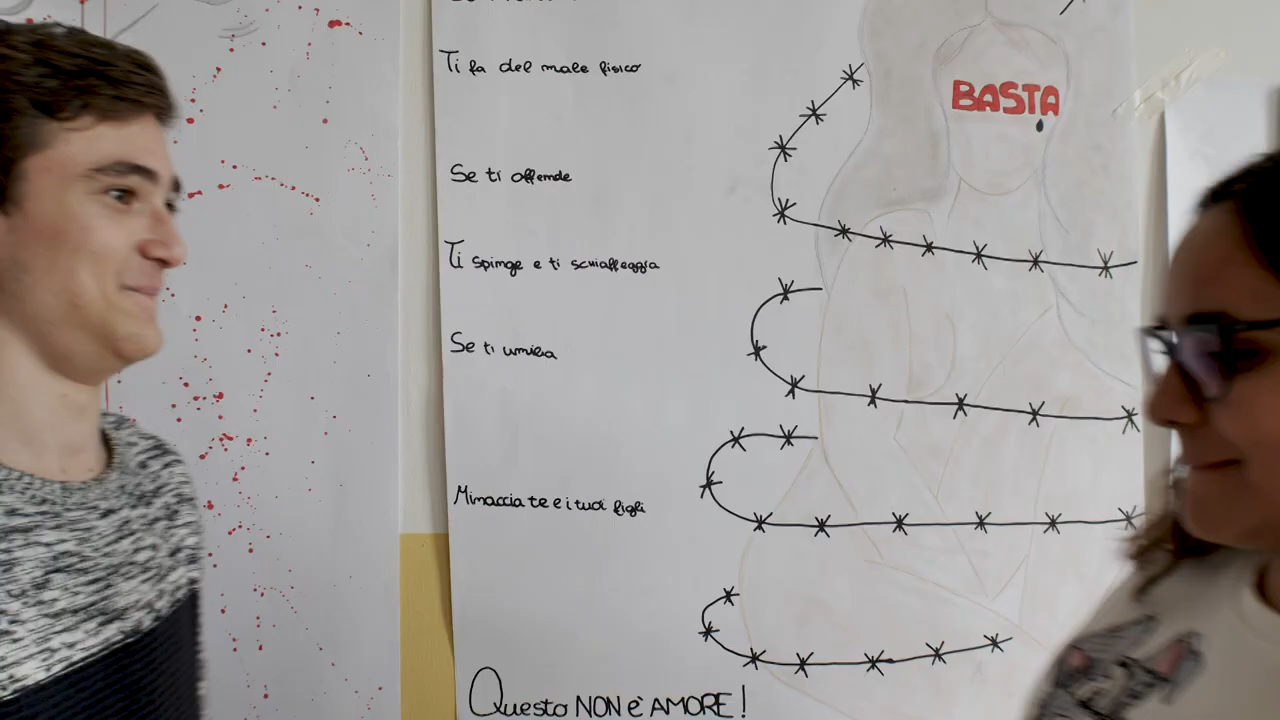 Ti fa del male fisico
BASTA
Se ti offende
Ti spinge e ti schiaffeggia
Se ti umilia
Minaccia te e i tuoi figli
Questo NON è AMORE!